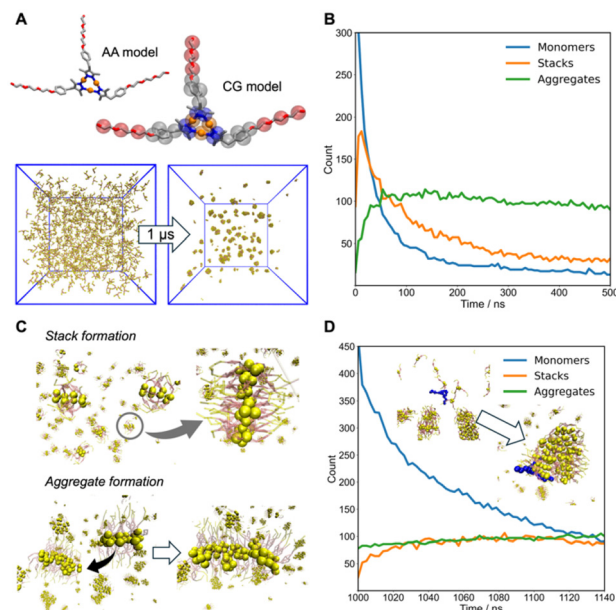 A
AA model
CG model
1 µs
B
Monomers
Stacks
Aggregates
Count
300
250
200
150
100
50
0
100
200
300
400
500
Time / ns
C
Stack formation
Aggregate formation
D
Monomers
Stacks
Aggregates
Count
450
400
350
300
250
200
150
100
50
0
1000
1020
1040
1060
1080
1100
1120
1140
Time / ns